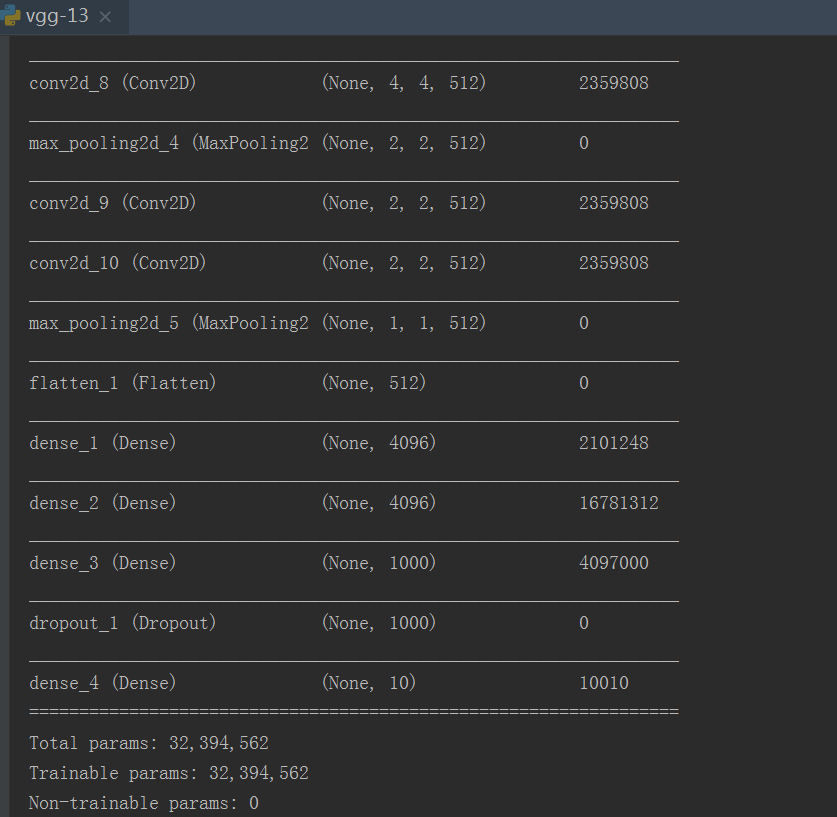 vgg-13
conv2d_8 (Conv2D) (None, 4, 4, 512) 2359808
max_pooling2d_4 (MaxPooling2 (None, 2, 2, 512) 0
conv2d_9 (Conv2D) (None, 2, 2, 512) 2359808
conv2d_10 (Conv2D) (None, 2, 2, 512) 2359808
max_pooling2d_5 (MaxPooling2 (None, 1, 1, 512) 0
flatten_1 (Flatten) (None, 512) 0
dense_1 (Dense) (None, 4096) 2101248
dense_2 (Dense) (None, 4096) 16781312
dense_3 (Dense) (None, 1000) 4097000
dropout_1 (Dropout) (None, 1000) 0
dense_4 (Dense) (None, 10) 10010
Total params: 32,394,562
Trainable params: 32,394,562
Non-trainable params: 0